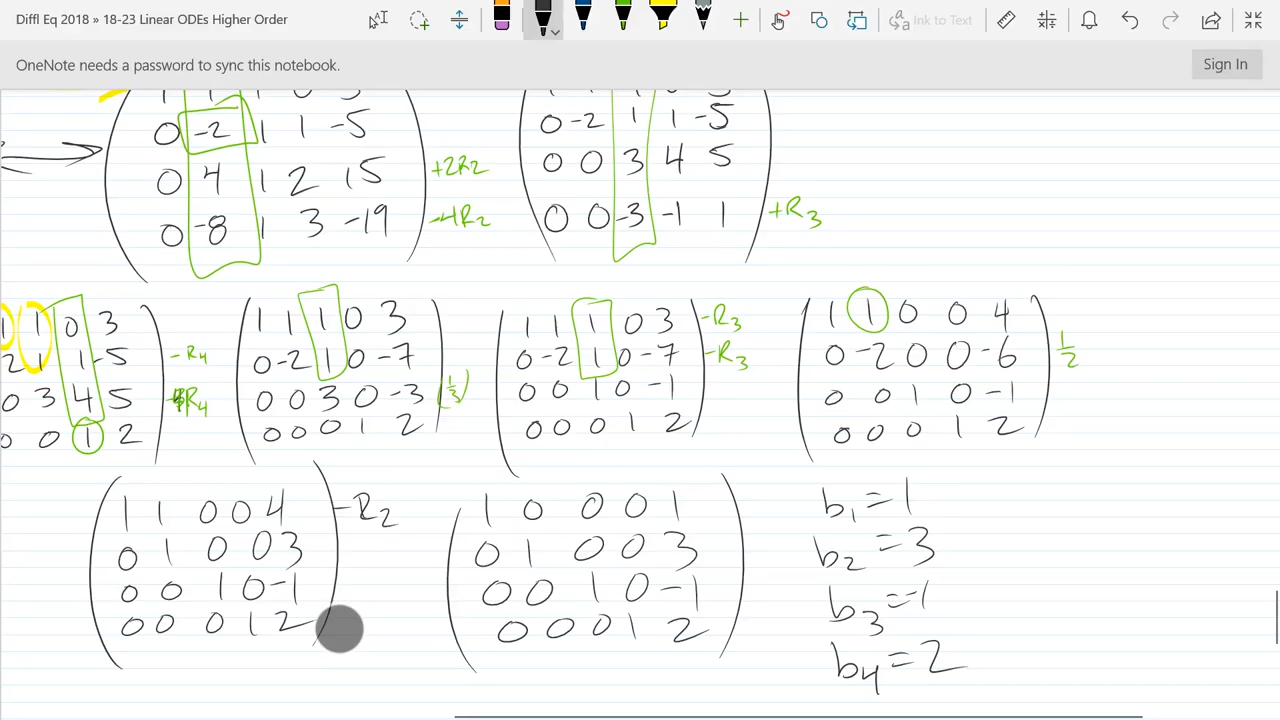 Diffl Eq 2018 » 18-23 Linear ODEs Higher Order
Ink to Text
OneNote needs a password to sync this notebook.
Sign In
0 -2 1 1 -5
0 4 1 2 15 +2R2
0 -8 1 3 -19 -4R2
0 -2 1 1 -5
0 0 3 4 5
0 0 -3 -1 1 +R3
1 1 0 3
2 1 1 -5 -R4
0 3 4 5 R4
0 0 1 2
1 1 1 0 3
0 -2 1 0 -7
0 0 3 0 -3 (1/3)
0 0 0 1 2
1 1 1 0 3 -R3
0 -2 1 0 -7 -R3
0 0 1 0 -1
0 0 0 1 2
1 1 0 0 4
0 -2 0 0 -6 1/2
0 0 1 0 -1
0 0 0 1 2
1 1 0 0 4 -R2
0 1 0 0 3
0 0 1 0 -1
0 0 0 1 2
1 0 0 0 1
0 1 0 0 3
0 0 1 0 -1
0 0 0 1 2
b1 = 1
b2 = 3
b3 = -1
b4 = 2